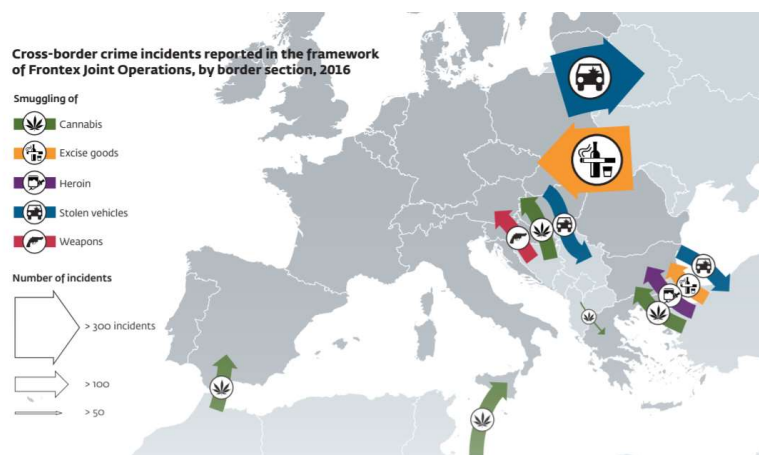 Cross-border crime incidents reported in the framework
of Frontex Joint Operations, by border section, 2016
Smuggling of
Cannabis
Excise goods
Heroin
Stolen vehicles
Weapons
Number of incidents
> 300 incidents
> 100
> 50